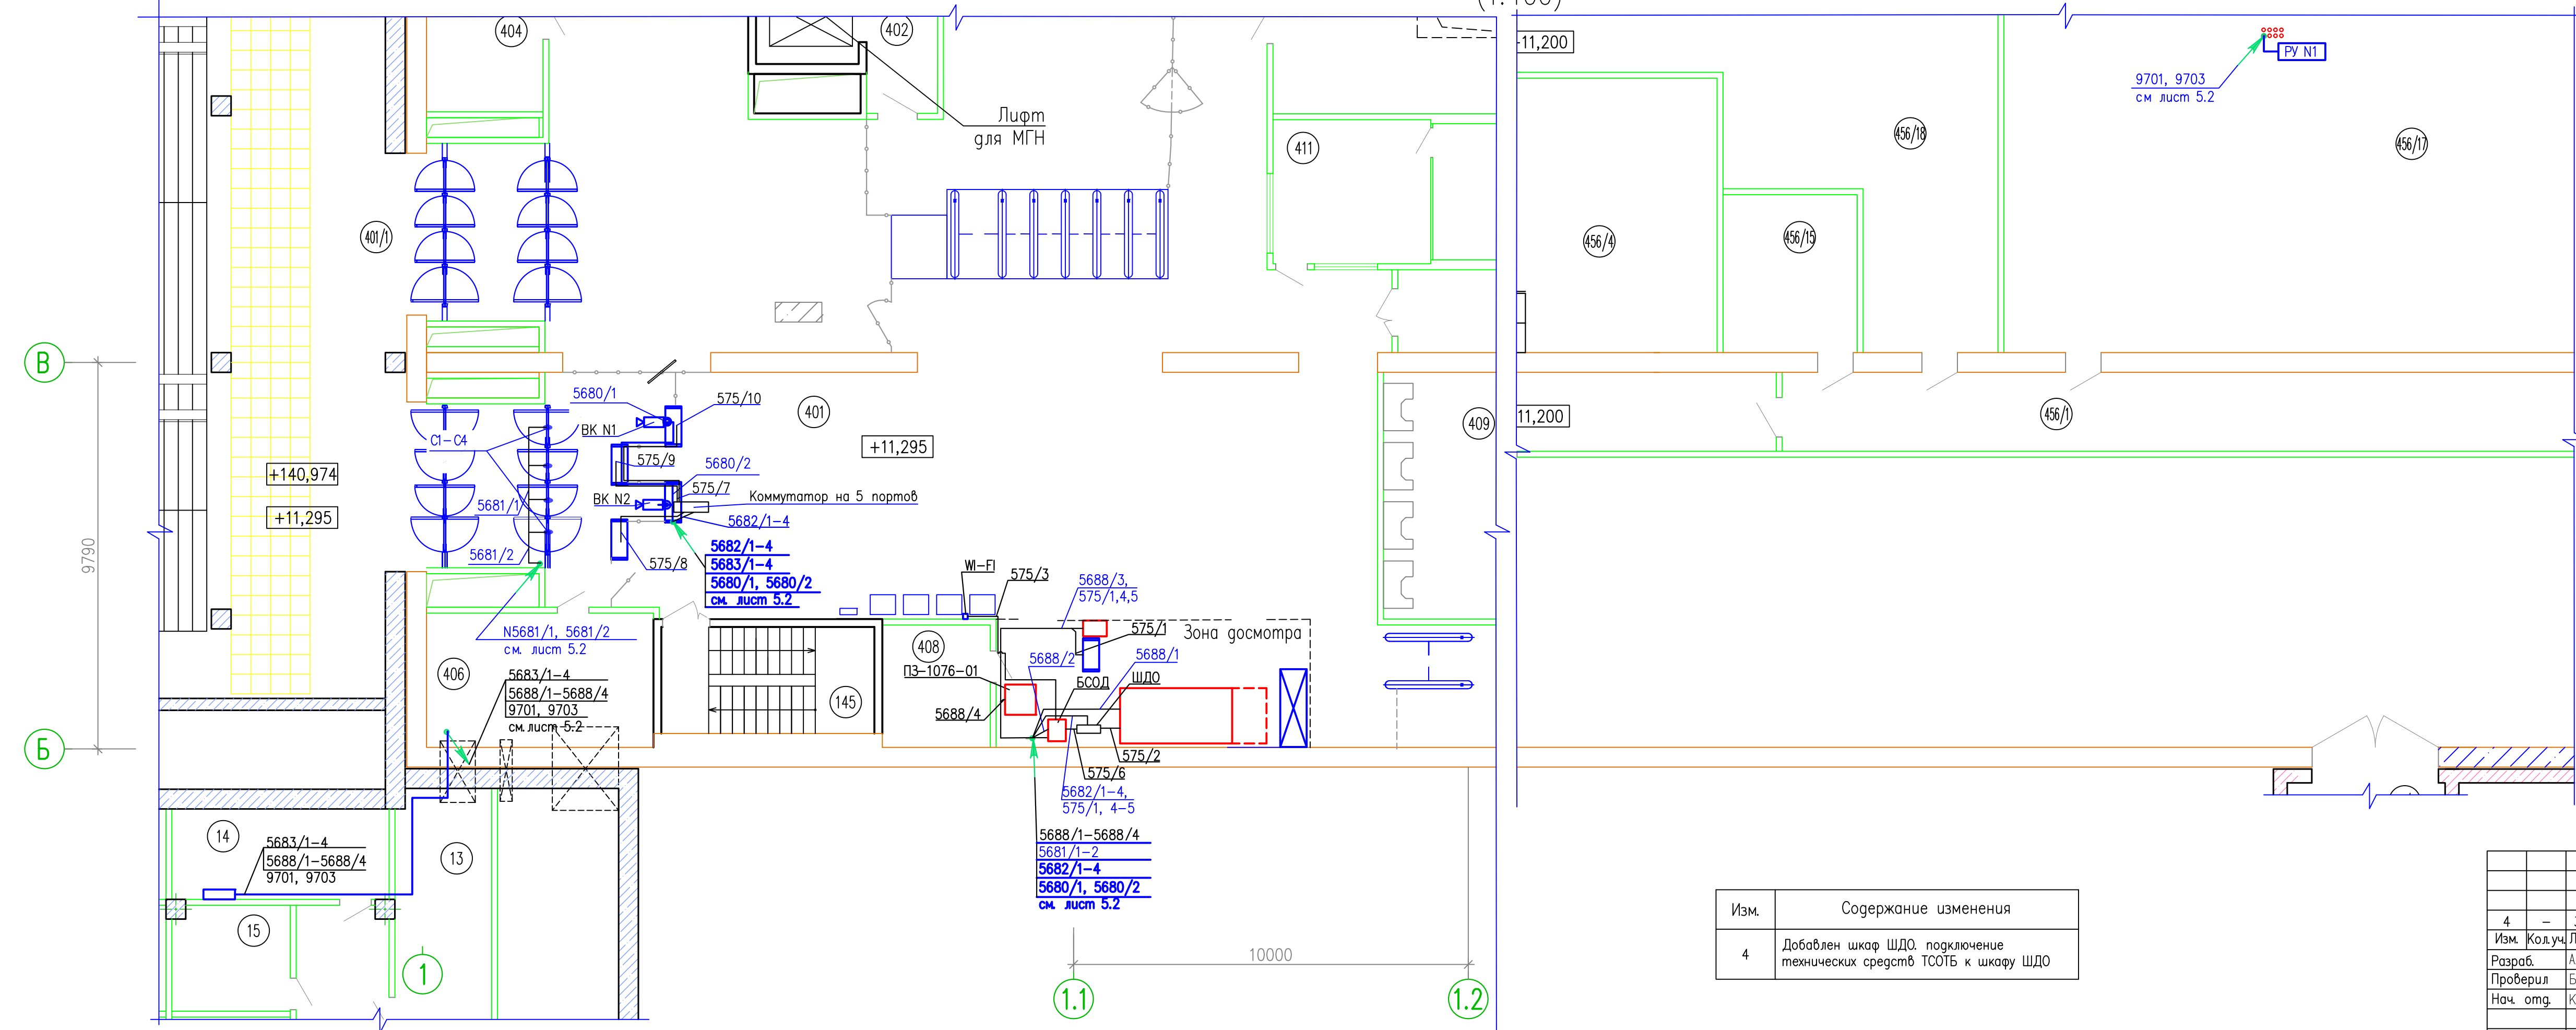 (1:100)
404
402
11,200
РУ N1
9701, 9703
см лист 5.2
Лифт
для МГН
411
456/18
456/17
401/1
456/4
456/15
В
5680/1
575/10
401
ВК N1
С1-С4
+11,295
409
11,200
456/1
575/9
5680/2
+140,974
575/7
ВК N2
Коммутатор на 5 портов
5681/1
+11,295
5682/1-4
9790
5681/2
575/8
5682/1-4
5683/1-4
5680/1, 5680/2
см. лист 5.2
WI-FI
575/3
5688/3,
575/1,4,5
N5681/1, 5681/2
см. лист 5.2
575/1
Зона досмотра
408
5688/2
5688/1
406
5683/1-4
5688/1-5688/4
9701, 9703
см.лист 5.2
ПЗ-1076-01
БСОД
ШДО
145
5688/4
Б
575/2
575/6
5682/1-4,
575/1, 4-5
14
5683/1-4
5688/1-5688/4
9701, 9703
13
5688/1-5688/4
5681/1-2
5682/1-4
5680/1, 5680/2
см. лист 5.2
15
1
10000
1.1
1.2
Изм.
Содержание изменения
4
Добавлен шкаф ШДО. подключение
технических средств ТСОТБ к шкафу ШДО
4 -
Изм. Кол.уч.
Разраб.
Проверил
Нач. отд.